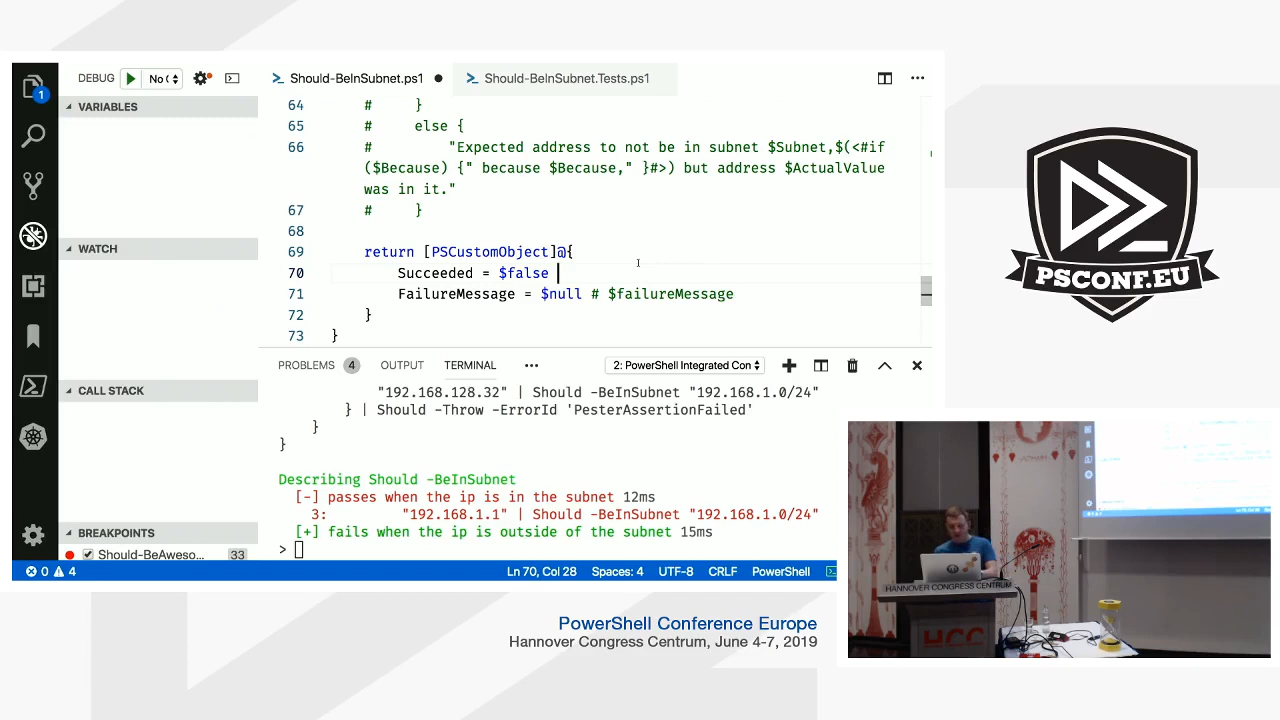 DEBUG No (
Should-BeInSubnet.ps1
Should-BeInSubnet.Tests.ps1
1
VARIABLES
WATCH
CALL STACK
BREAKPOINTS
Should-BeAweso... 33
64 # }
65 # else {
66 # "Expected address to not be in subnet $Subnet,$(<#if
($Because) {" because $Because," }#>) but address $ActualValue
was in it."
67 # }
68
69 return [PSCustomObject]@{
70 Succeeded = $false
71 FailureMessage = $null # $failureMessage
72 }
73 }
PROBLEMS 4 OUTPUT TERMINAL ••• 2: PowerShell Integrated Con
"192.168.128.32" | Should -BeInSubnet "192.168.1.0/24"
} | Should -Throw -ErrorId 'PesterAssertionFailed'
}
}
Describing Should -BeInSubnet
[-] passes when the ip is in the subnet 12ms
3: "192.168.1.1" | Should -BeInSubnet "192.168.1.0/24"
[+] fails when the ip is outside of the subnet 15ms
>
0 4 Ln 70, Col 28 Spaces: 4 UTF-8 CRLF PowerShell
PSCONF.EU
HANNOVER CONGRESS CENTRUM
HCC
PowerShell Conference Europe
Hannover Congress Centrum, June 4-7, 2019